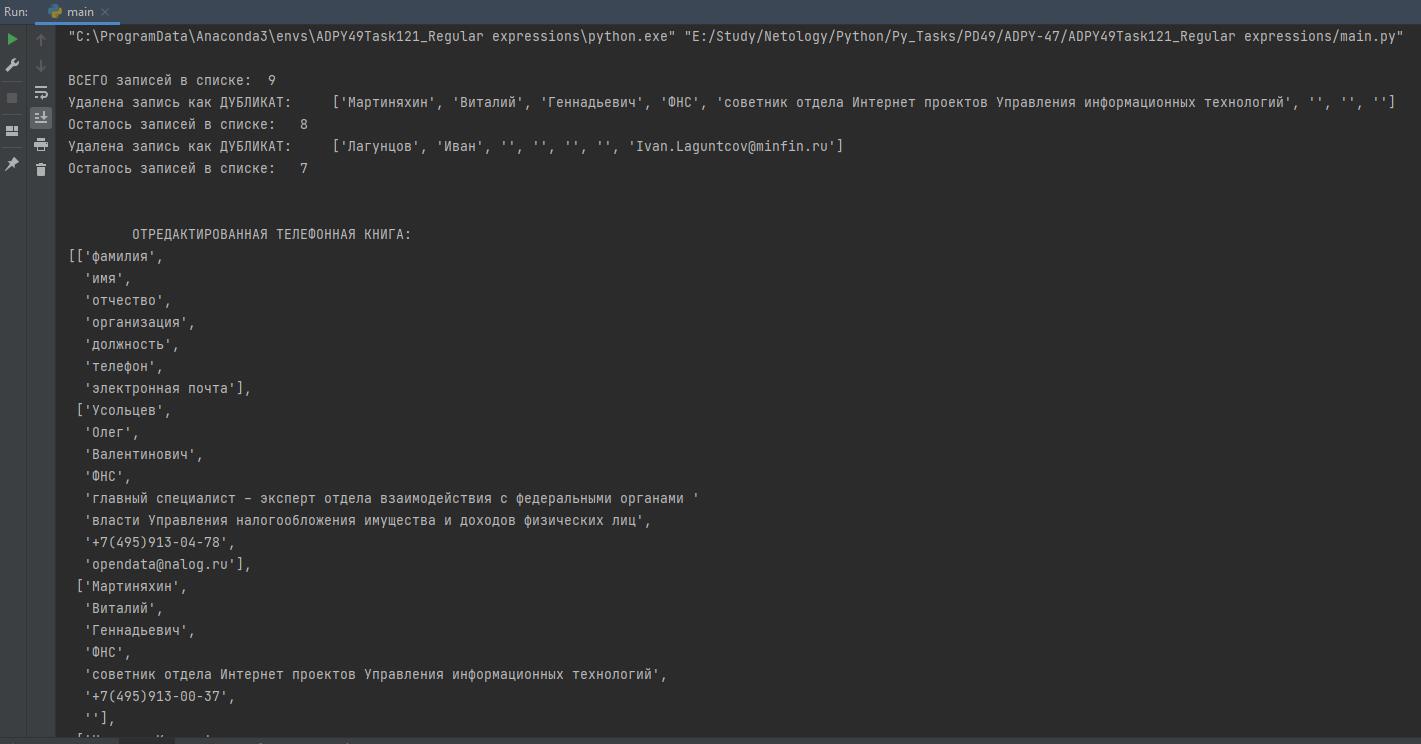 Run: main
"C:\ProgramData\Anaconda3\envs\ADPY49Task121_Regular expressions\python.exe" "E:/Study/Netology/Python/Py_Tasks/PD49/ADPY-47/ADPY49Task121_Regular expressions/main.py"
ВСЕГО записей в списке:  9
Удалена запись как ДУБЛИКАТ:     ['Мартиняхин', 'Виталий', 'Геннадьевич', 'ФНС', 'советник отдела Интернет проектов Управления информационных технологий', '', '', '']
Осталось записей в списке:   8
Удалена запись как ДУБЛИКАТ:     ['Лагунцов', 'Иван', '', '', '', '', 'Ivan.Laguntcov@minfin.ru']
Осталось записей в списке:   7
ОТРЕДАКТИРОВАННАЯ ТЕЛЕФОННАЯ КНИГА:
[['фамилия',
'имя',
'отчество',
'организация',
'должность',
'телефон',
'электронная почта'],
['Усольцев',
'Олег',
'Валентинович',
'ФНС',
'главный специалист – эксперт отдела взаимодействия с федеральными органами '
'власти Управления налогообложения имущества и доходов физических лиц',
'+7(495)913-04-78',
'opendata@nalog.ru'],
['Мартиняхин',
'Виталий',
'Геннадьевич',
'ФНС',
'советник отдела Интернет проектов Управления информационных технологий',
'+7(495)913-00-37',
''],